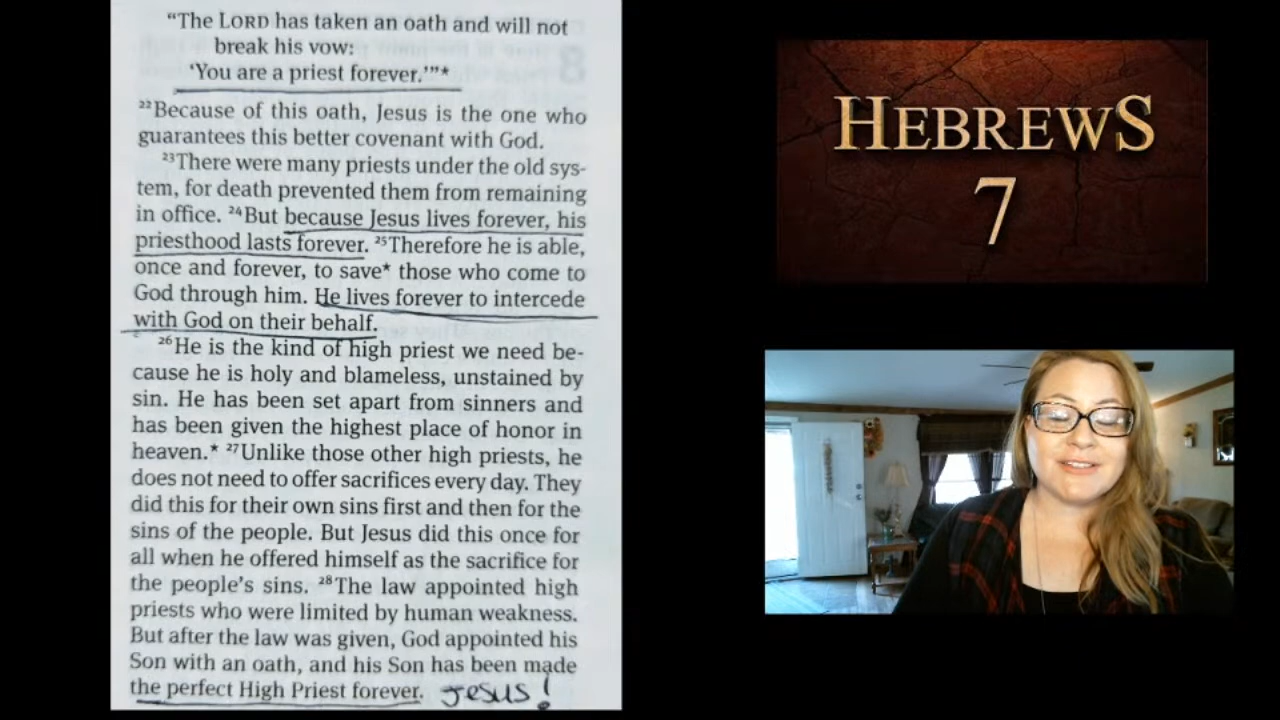 “The LORD has taken an oath and will not
break his vow:
‘You are a priest forever.’”*
²²Because of this oath, Jesus is the one who
guarantees this better covenant with God.
²³There were many priests under the old sys-
tem, for death prevented them from remaining
in office. ²⁴But because Jesus lives forever, his
priesthood lasts forever. ²⁵Therefore he is able,
once and forever, to save* those who come to
God through him. He lives forever to intercede
with God on their behalf.
²⁶He is the kind of high priest we need be-
cause he is holy and blameless, unstained by
sin. He has been set apart from sinners and
has been given the highest place of honor in
heaven.* ²⁷Unlike those other high priests, he
does not need to offer sacrifices every day. They
did this for their own sins first and then for the
sins of the people. But Jesus did this once for
all when he offered himself as the sacrifice for
the people’s sins. ²⁸The law appointed high
priests who were limited by human weakness.
But after the law was given, God appointed his
Son with an oath, and his Son has been made
the perfect High Priest forever. Jesus!
HEBREWS
7